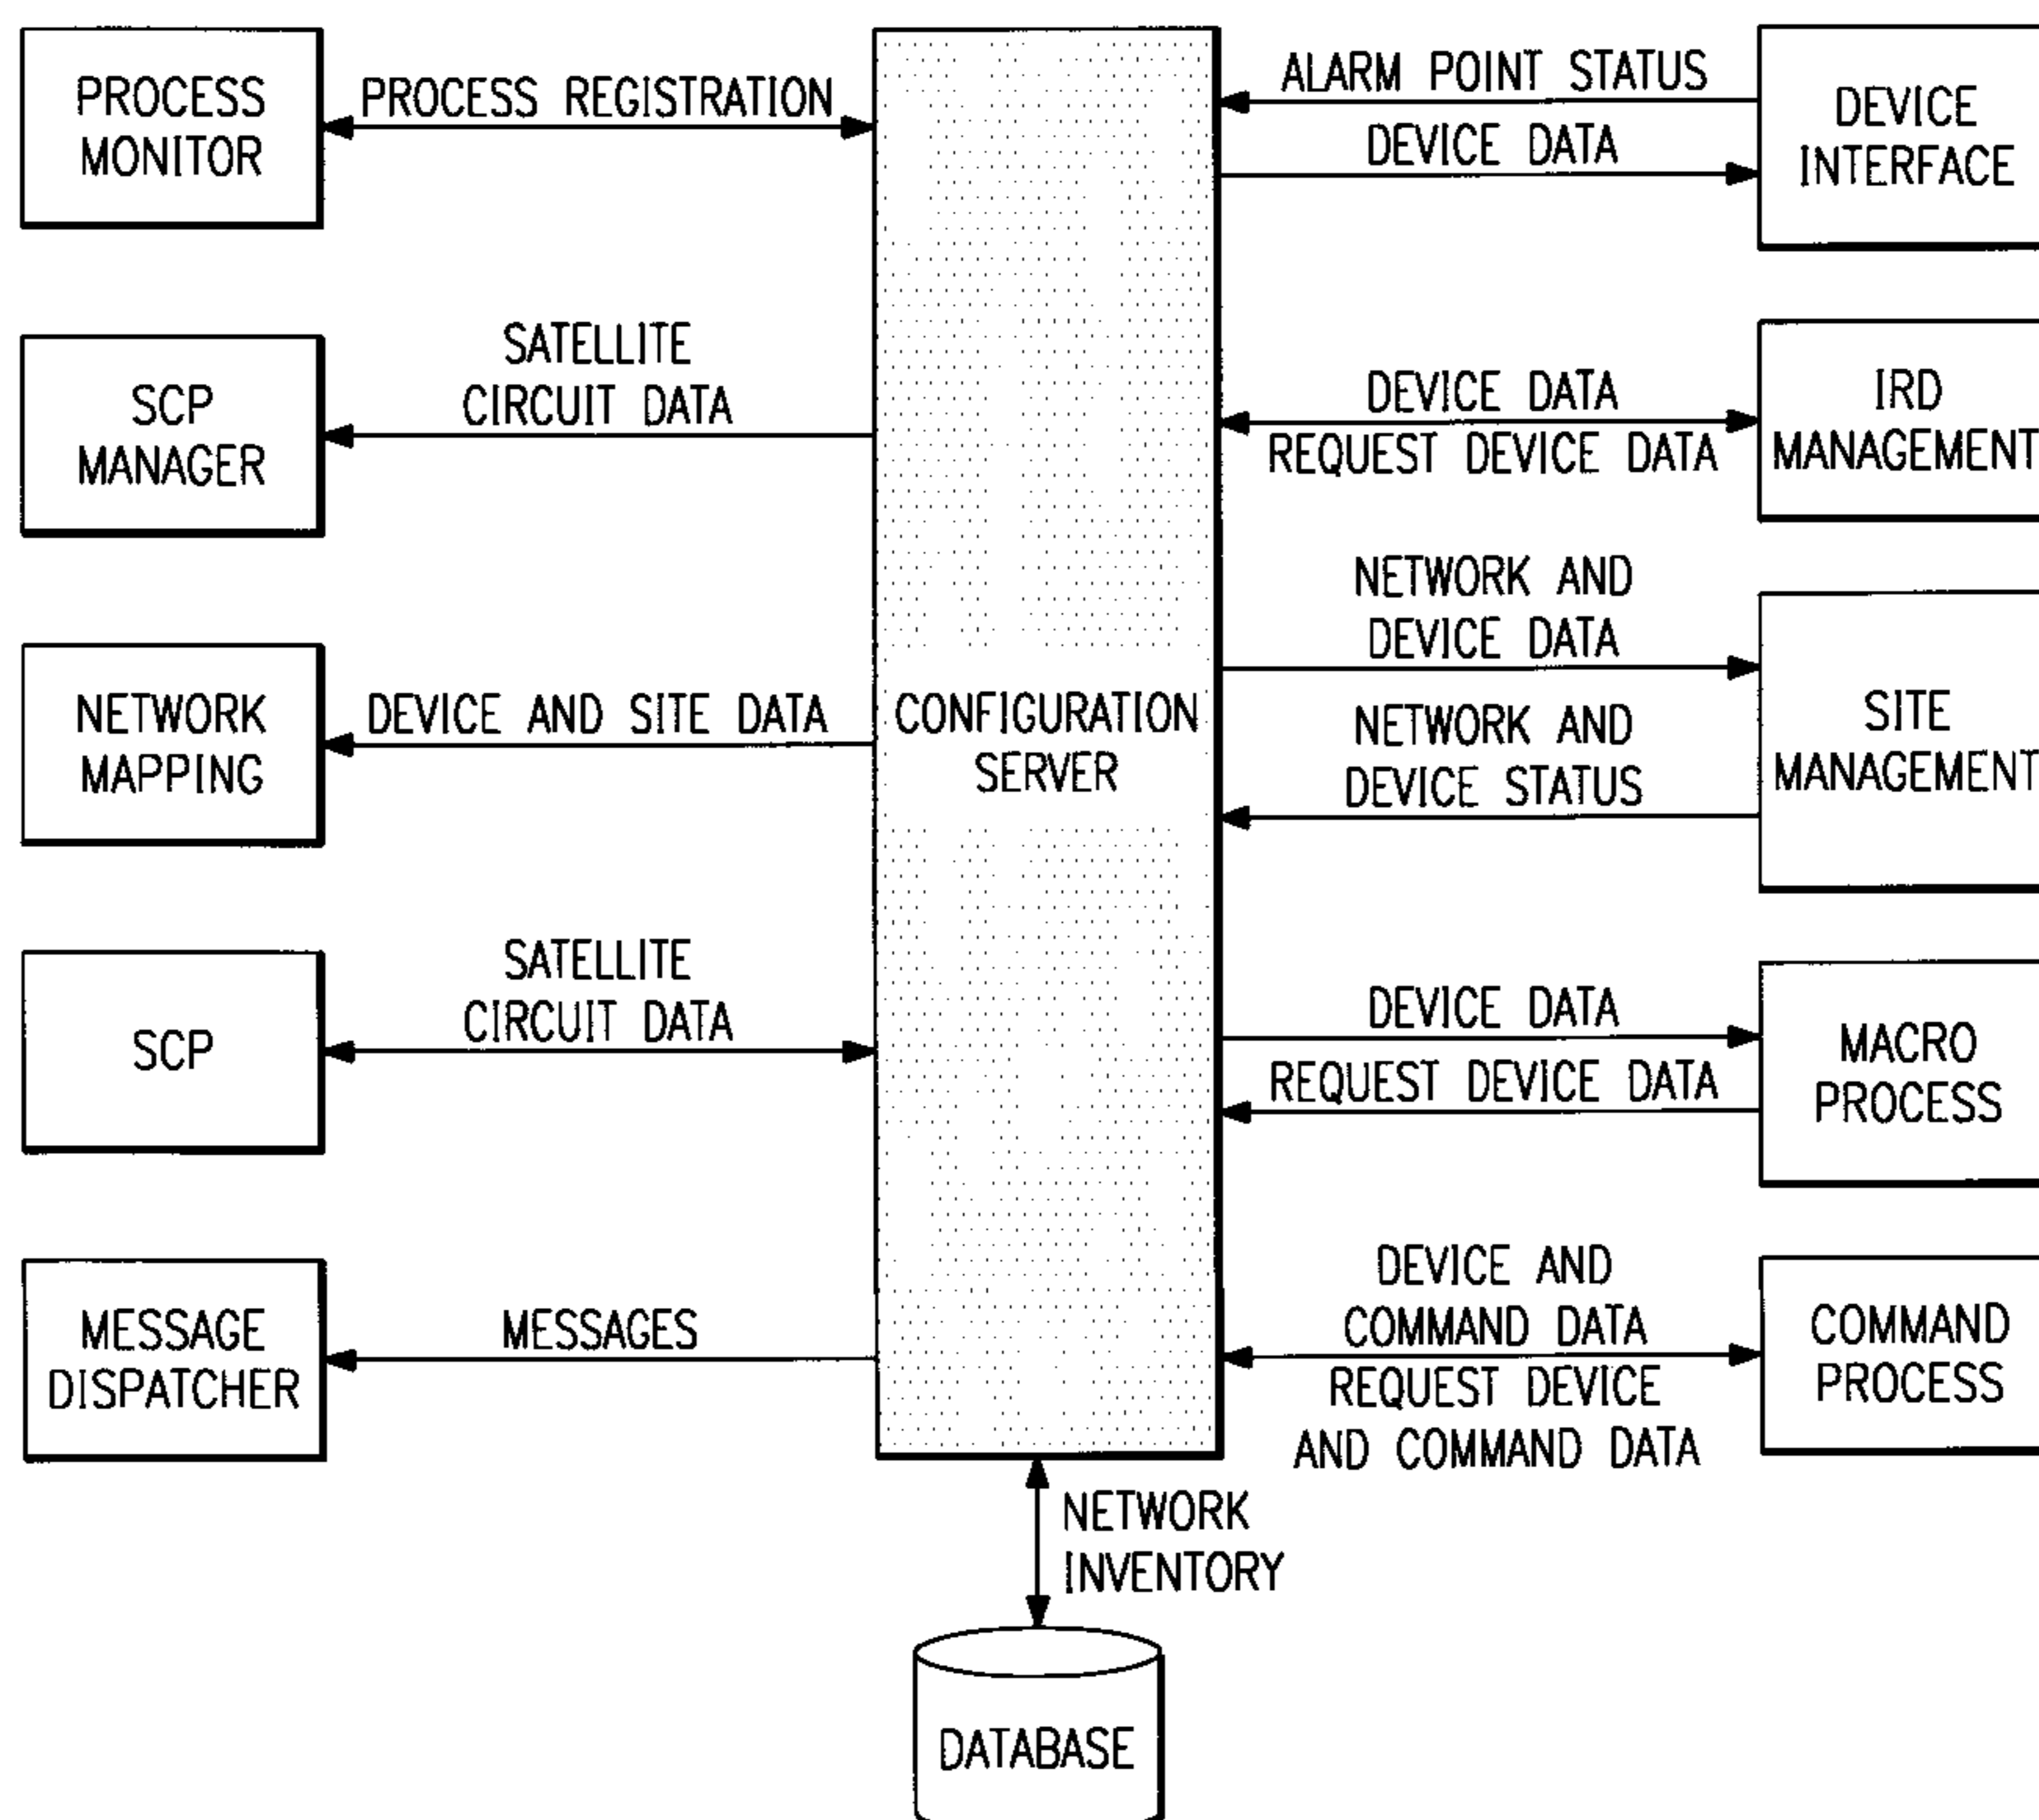 PROCESS
MONITOR
PROCESS REGISTRATION
ALARM POINT STATUS
DEVICE DATA
DEVICE
INTERFACE
SCP
MANAGER
SATELLITE
CIRCUIT DATA
DEVICE DATA
REQUEST DEVICE DATA
IRD
MANAGEMENT
NETWORK
MAPPING
DEVICE AND SITE DATA
CONFIGURATION
SERVER
NETWORK AND
DEVICE DATA
NETWORK AND
DEVICE STATUS
SITE
MANAGEMENT
SCP
SATELLITE
CIRCUIT DATA
DEVICE DATA
REQUEST DEVICE DATA
MACRO
PROCESS
MESSAGE
DISPATCHER
MESSAGES
DEVICE AND
COMMAND DATA
REQUEST DEVICE
AND COMMAND DATA
COMMAND
PROCESS
NETWORK
INVENTORY
DATABASE